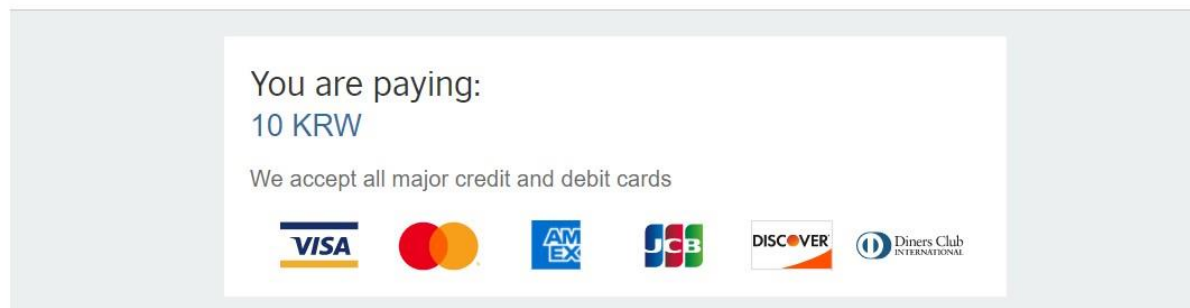 You are paying:
10 KRW
We accept all major credit and debit cards
VISA AM EX JCB DISCOVER Diners Club INTERNATIONAL